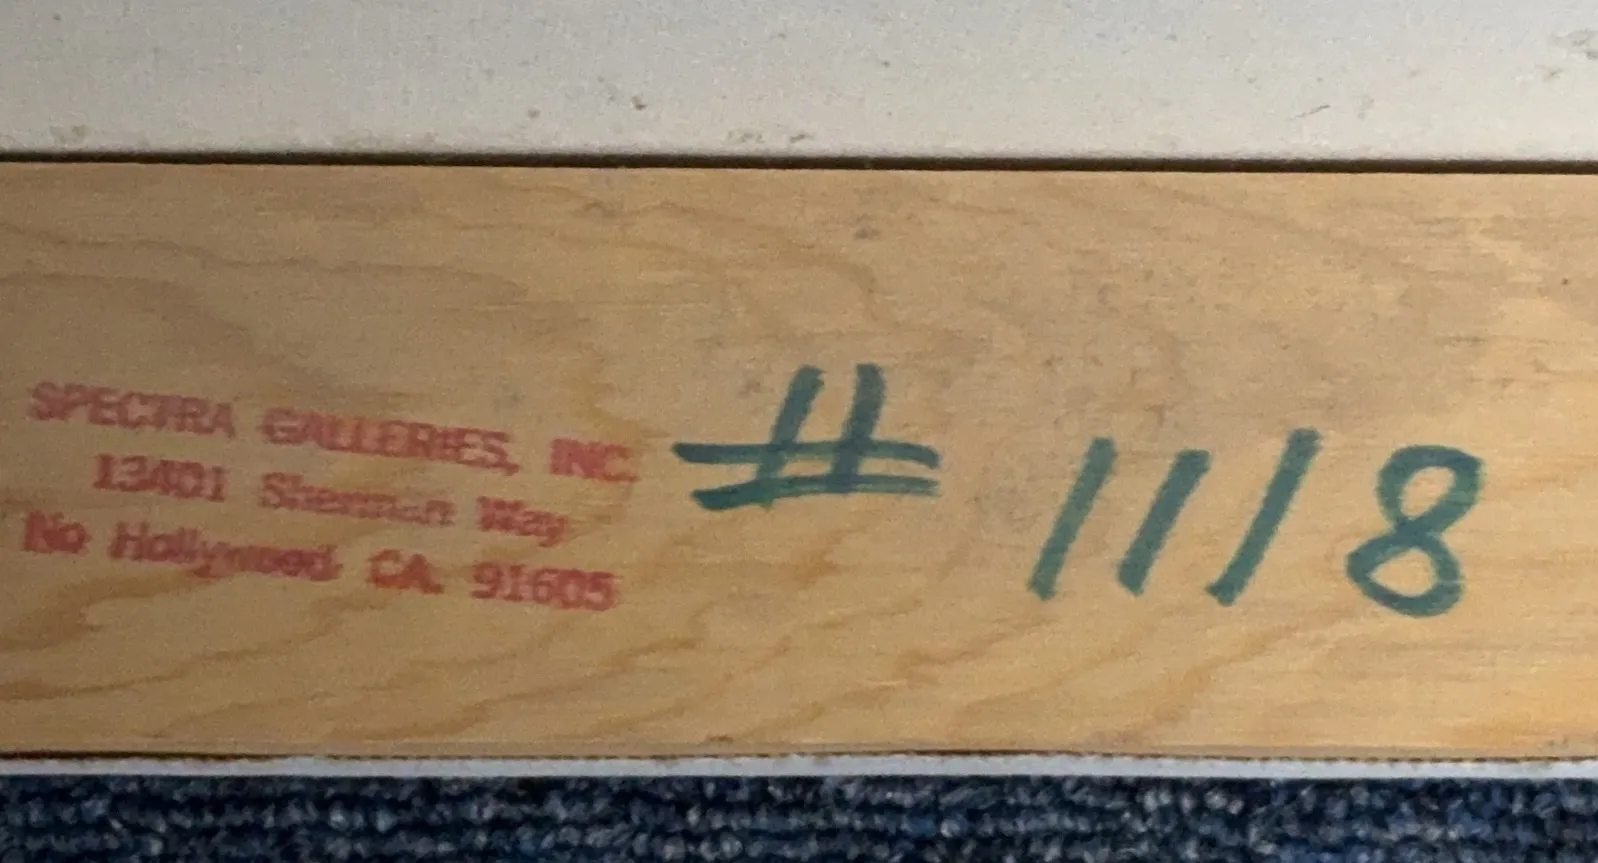 SPECTRA GALLERIES, INC.
13401 Sherman Way
No Hollywood CA. 91605
# 1118